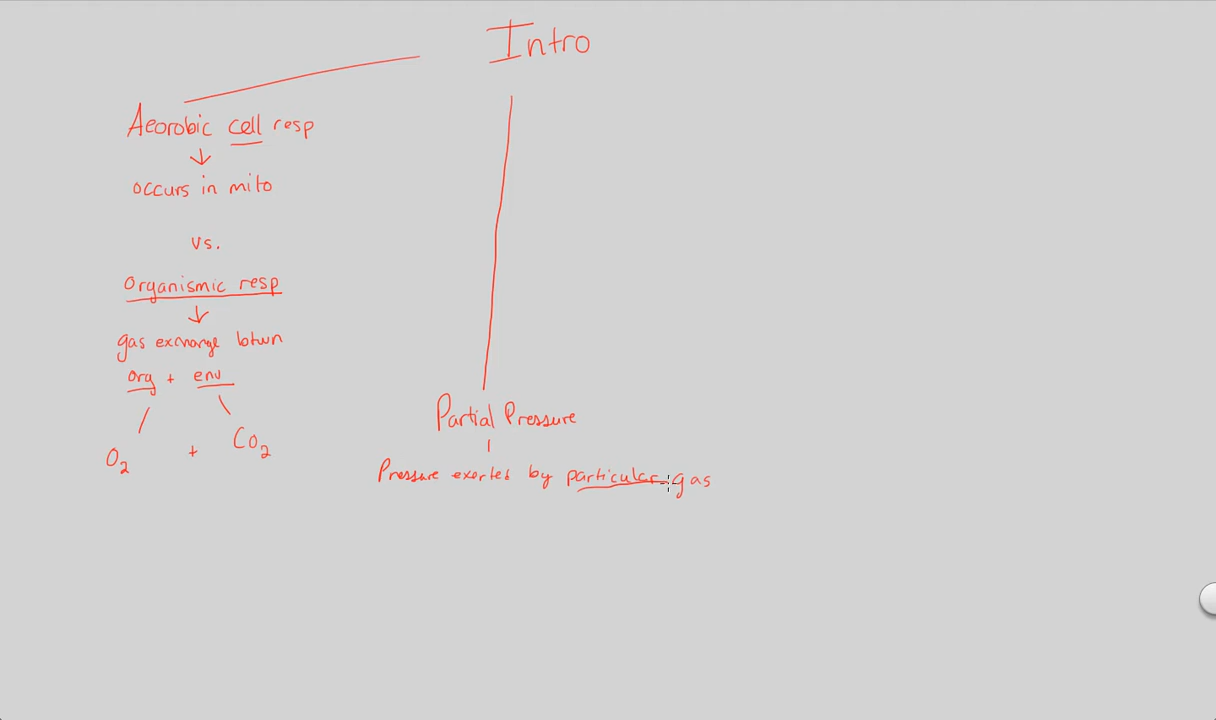 Intro
Aeorobic cell resp
occurs in mito
vs.
Organismic resp
gas exchange btwn
org + env
O2 + CO2
Partial Pressure
Pressure exerted by particular gas